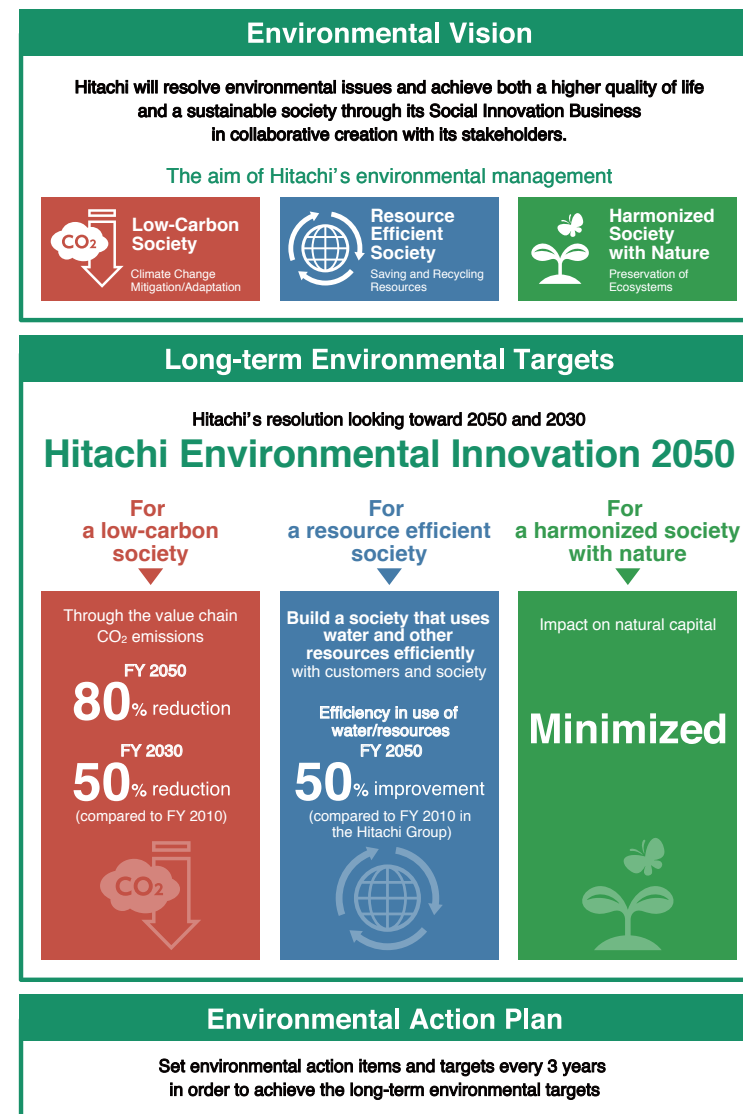 Environmental Vision
Hitachi will resolve environmental issues and achieve both a higher quality of life
and a sustainable society through its Social Innovation Business
in collaborative creation with its stakeholders.
The aim of Hitachi's environmental management
CO₂
Low-Carbon
Society
Climate Change
Mitigation/Adaptation
Resource
Efficient
Society
Saving and Recycling
Resources
Harmonized
Society
with Nature
Preservation of
Ecosystems
Long-term Environmental Targets
Hitachi's resolution looking toward 2050 and 2030
Hitachi Environmental Innovation 2050
For
a low-carbon
society
Through the value chain
CO₂ emissions
FY 2050
80% reduction
FY 2030
50% reduction
(compared to FY 2010)
CO₂
For
a resource efficient
society
Build a society that uses
water and other
resources efficiently
with customers and society
Efficiency in use of
water/resources
FY 2050
50% improvement
(compared to FY 2010 in
the Hitachi Group)
For
a harmonized society
with nature
Impact on natural capital
Minimized
Environmental Action Plan
Set environmental action items and targets every 3 years
in order to achieve the long-term environmental targets